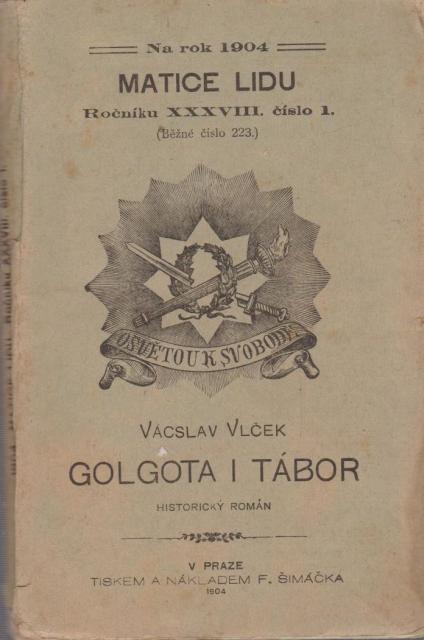 Na rok 1904
MATICE LIDU
Ročníku XXXVIII. číslo 1.
(Běžné číslo 223.)
OSVĚTOU K SVOBODĚ
VÁCSLAV VLČEK
GOLGOTA I TÁBOR
HISTORICKÝ ROMÁN
V PRAZE
TISKEM A NÁKLADEM F. ŠIMÁČKA
1904